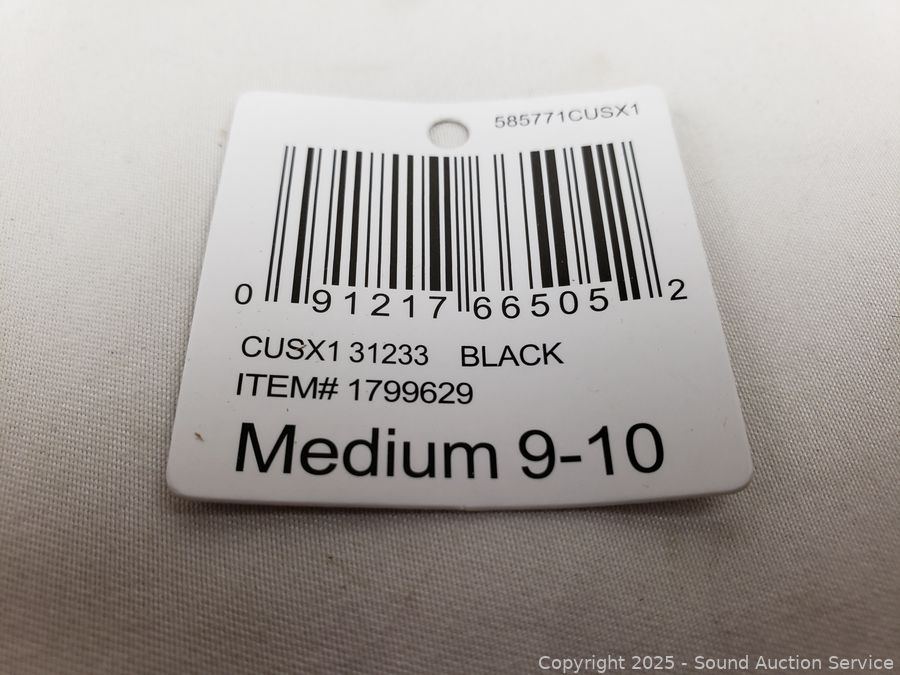 585771CUSX1
0 91217 66505 2
CUSX1 31233 BLACK
ITEM# 1799629
Medium 9-10
Copyright 2025 - Sound Auction Service